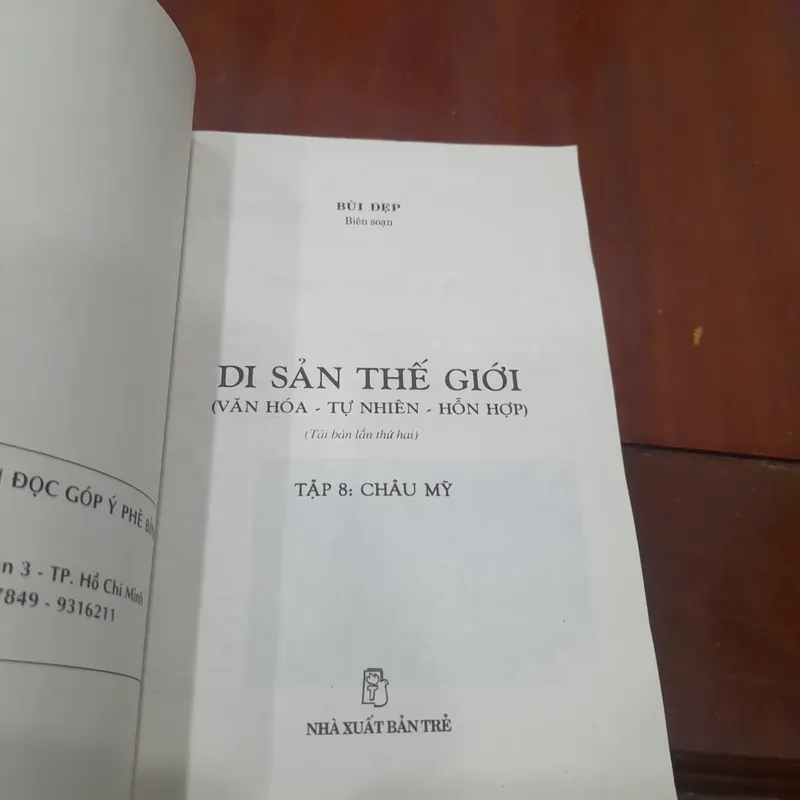 ĐỌC GÓP Ý PHÊ
n 3 - TP. Hồ Chí Minh
7849 - 9316211
BÙI ĐẸP
Biên soạn
DI SẢN THẾ GIỚI
(VĂN HÓA - TỰ NHIÊN - HỖN HỢP)
(Tái bản lần thứ hai)
TẬP 8: CHÂU MỸ
T
NHÀ XUẤT BẢN TRẺ